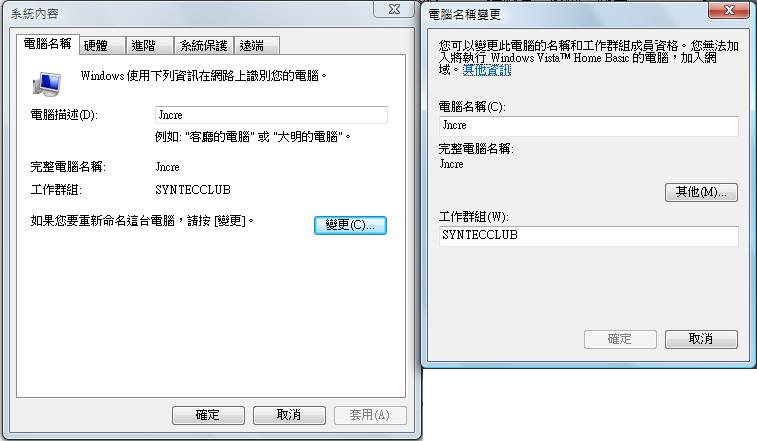 系統內容
電腦名稱 硬體 進階 系統保護 遠端
Windows 使用下列資訊在網路上識別您的電腦。
電腦描述(D): Jncre
例如: "客廳的電腦" 或 "大明的電腦"。
完整電腦名稱: Jncre
工作群組: SYNTECCLUB
如果您要重新命名這台電腦，請按 [變更]。
變更(C)...
確定 取消 套用(A)
電腦名稱變更
您可以變更此電腦的名稱和工作群組成員資格。您無法加
入將執行 Windows Vista™ Home Basic 的電腦，加入網
域。其他資訊
電腦名稱(C):
Jncre
完整電腦名稱:
Jncre
其他(M)...
工作群組(W):
SYNTECCLUB
確定 取消